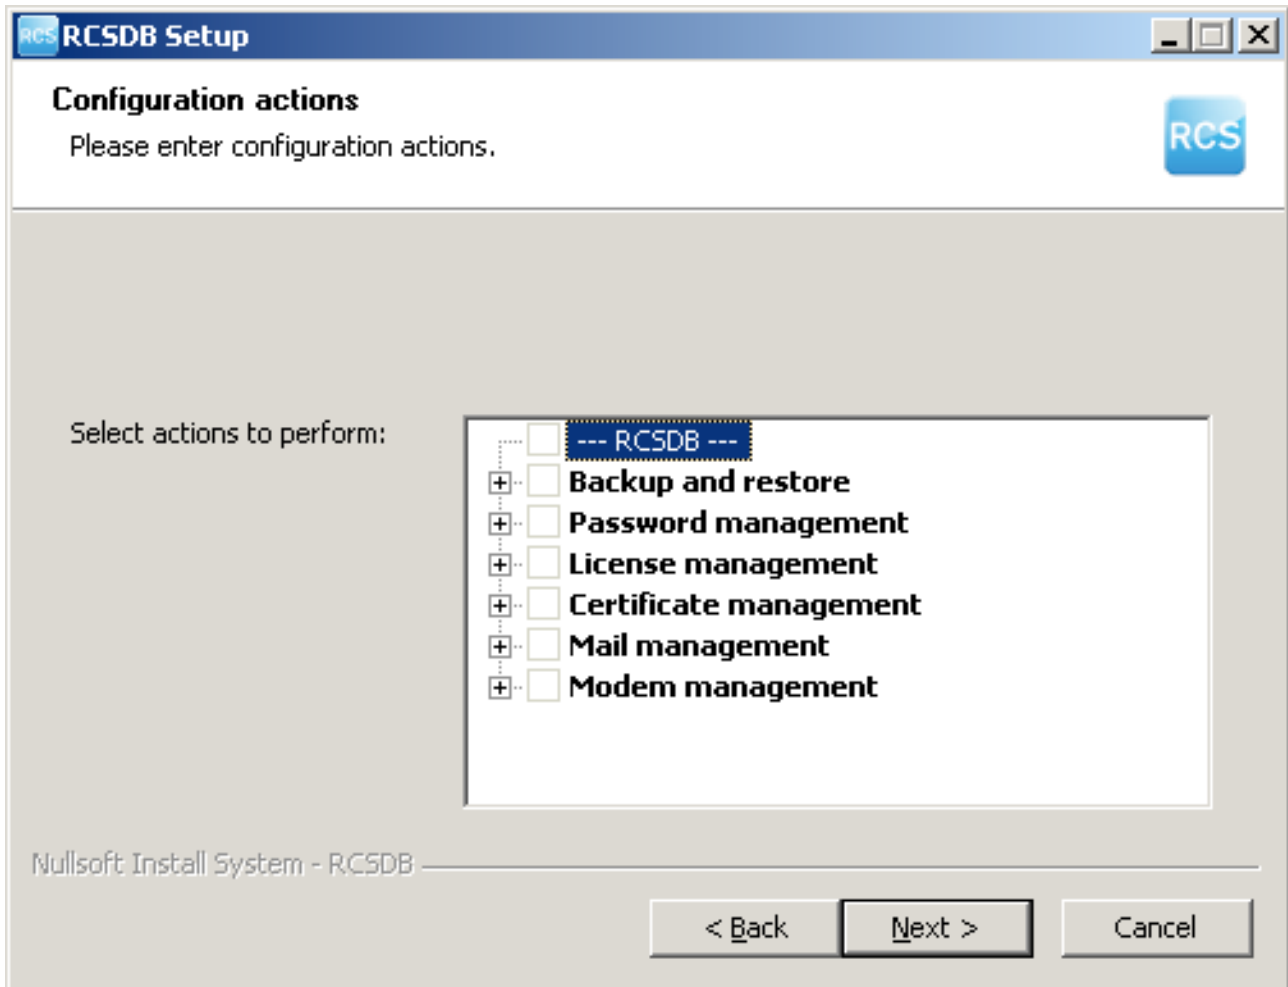 RCS RCSDB Setup
Configuration actions
Please enter configuration actions.
RCS
Select actions to perform:
--- RCSDB ---
Backup and restore
Password management
License management
Certificate management
Mail management
Modem management
Nullsoft Install System - RCSDB
< Back
Next >
Cancel